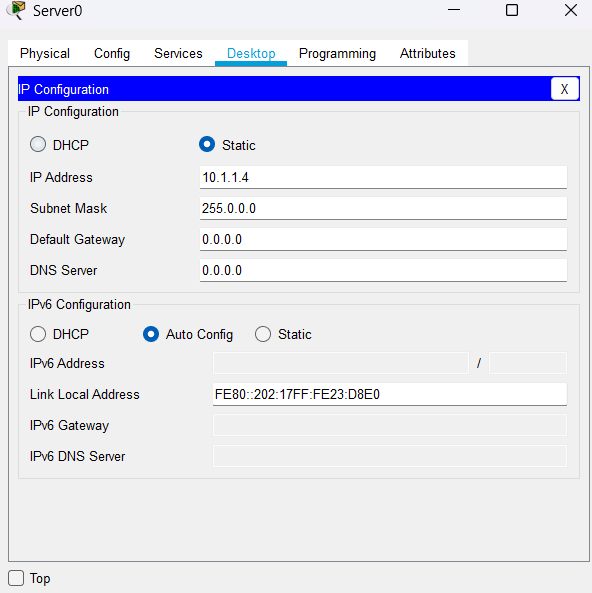 Server0
Physical Config Services Desktop Programming Attributes
IP Configuration X
IP Configuration
DHCP Static
IP Address 10.1.1.4
Subnet Mask 255.0.0.0
Default Gateway 0.0.0.0
DNS Server 0.0.0.0
IPv6 Configuration
DHCP Auto Config Static
IPv6 Address /
Link Local Address FE80::202:17FF:FE23:D8E0
IPv6 Gateway
IPv6 DNS Server
Top